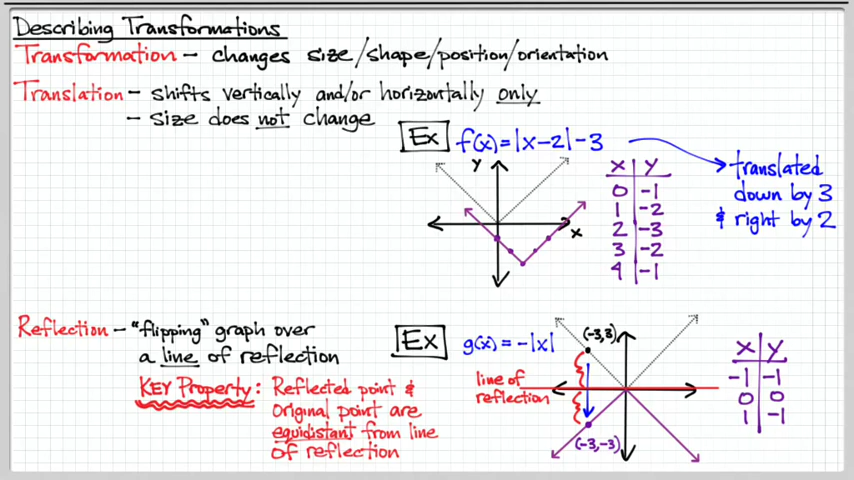 Describing Transformations
Transformation - changes size/shape/position/orientation
Translation - shifts vertically and/or horizontally only
- size does not change
Ex f(x)=|x-2|-3
translated
down by 3
& right by 2
Y
X
X Y
0 -1
1 -2
2 -3
3 -2
4 -1
Reflection - "flipping" graph over
a line of reflection
KEY Property: Reflected point &
original point are
equidistant from line
of reflection
Ex g(x)=-|x|
line of
reflection
(-3,3)
(-3,-3)
X Y
-1 -1
0 0
1 -1